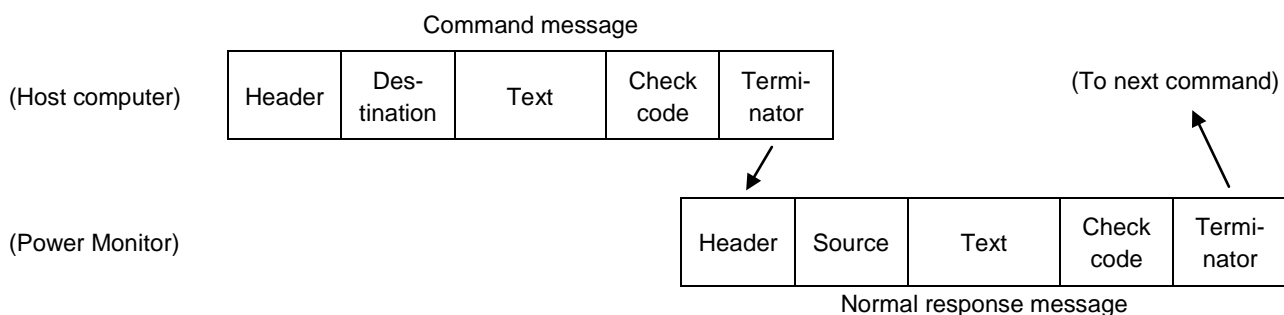 Command message
(Host computer)
Header
Des-
tination
Text
Check
code
Termi-
nator
(To next command)
(Power Monitor)
Header
Source
Text
Check
code
Termi-
nator
Normal response message